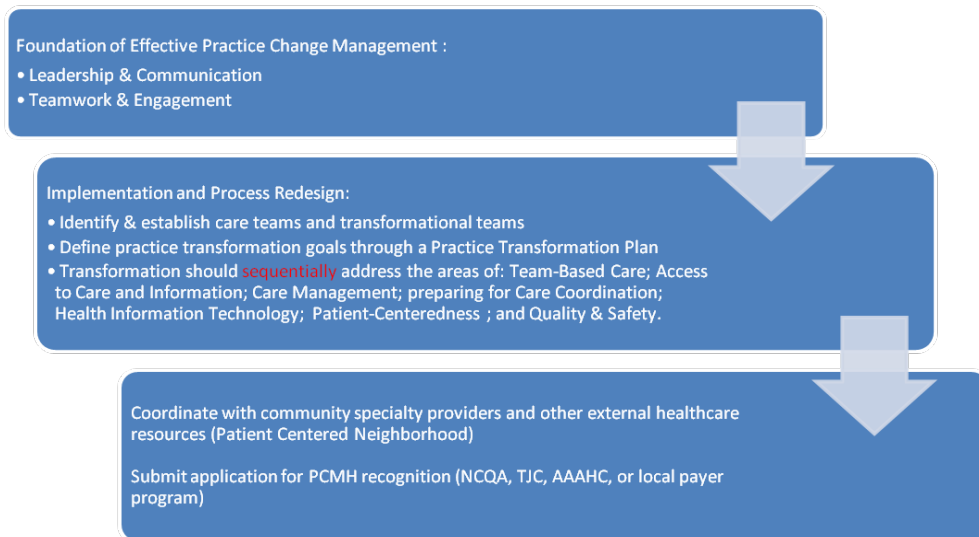 Foundation of Effective Practice Change Management :
• Leadership & Communication
• Teamwork & Engagement
Implementation and Process Redesign:
• Identify & establish care teams and transformational teams
• Define practice transformation goals through a Practice Transformation Plan
• Transformation should sequentially address the areas of: Team-Based Care; Access
to Care and Information; Care Management; preparing for Care Coordination;
Health Information Technology; Patient-Centeredness ; and Quality & Safety.
Coordinate with community specialty providers and other external healthcare
resources (Patient Centered Neighborhood)
Submit application for PCMH recognition (NCQA, TJC, AAAHC, or local payer
program)